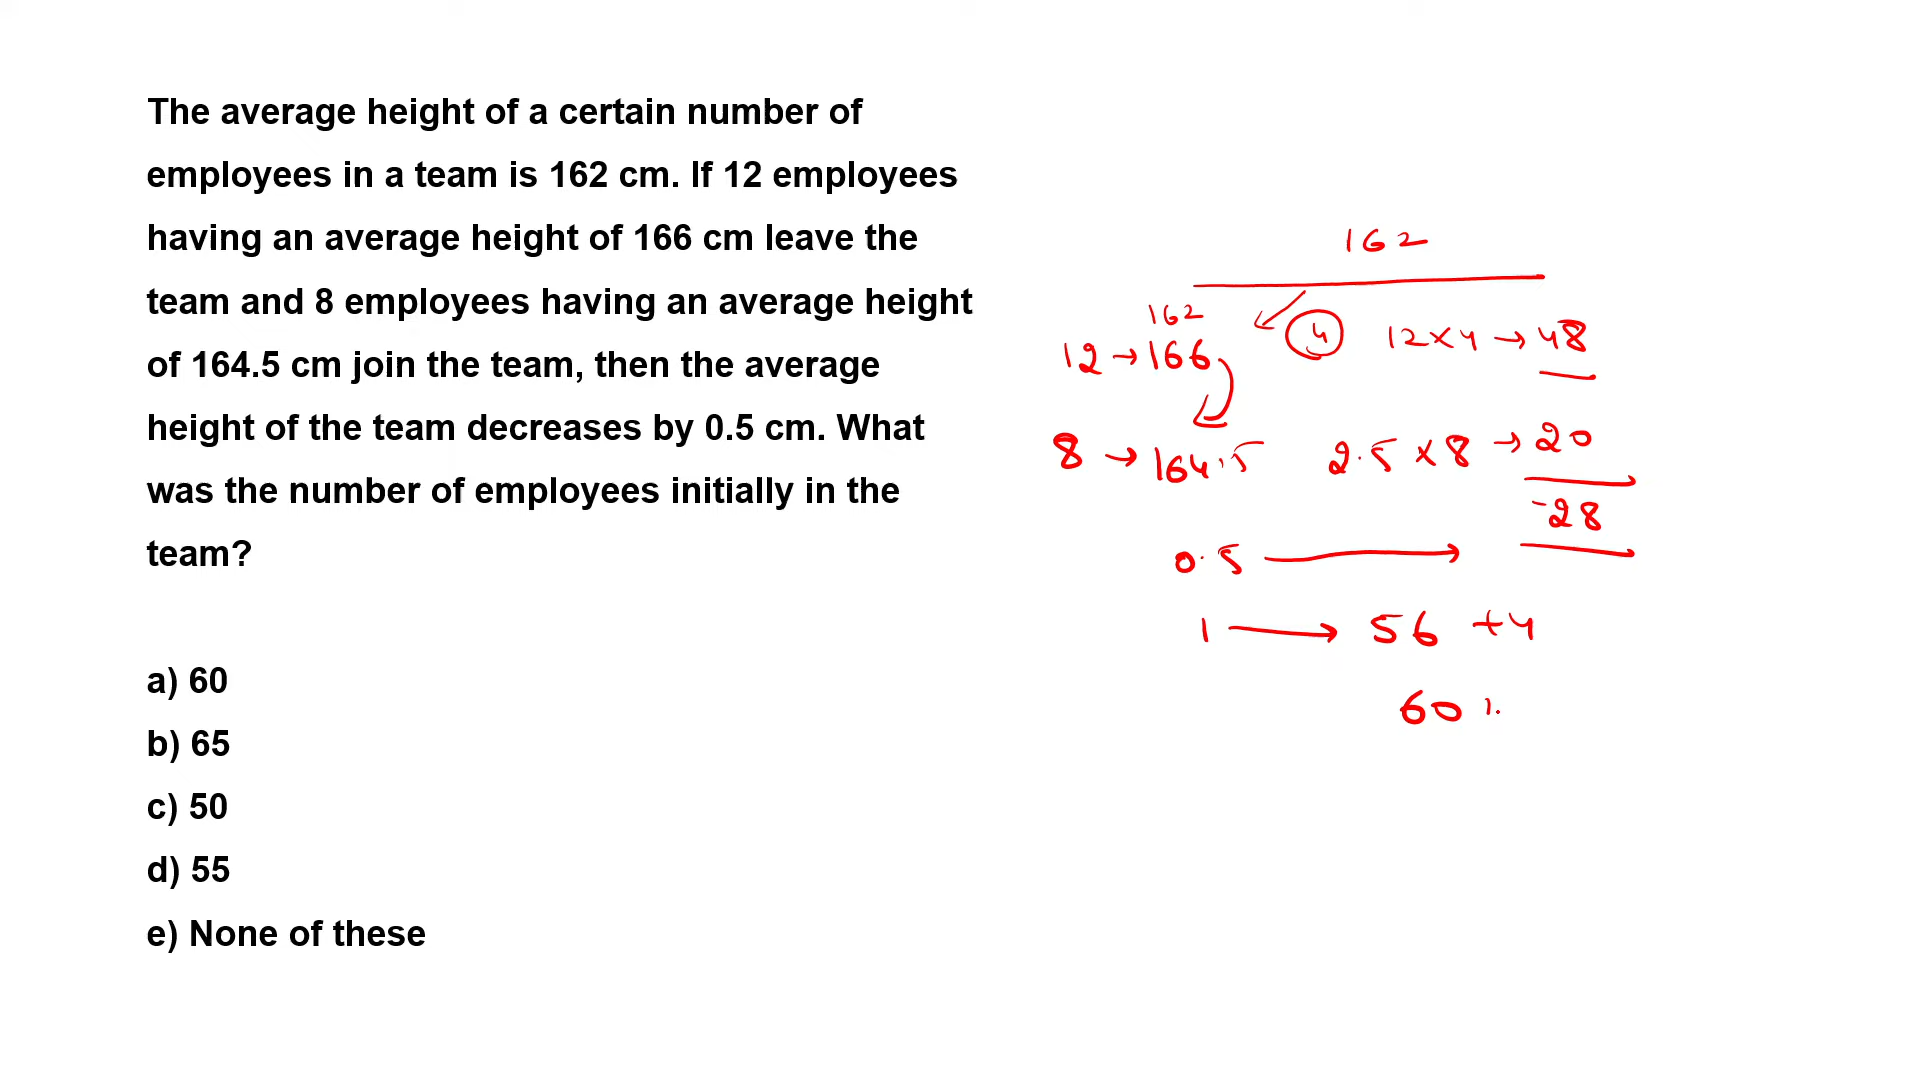 The average height of a certain number of
employees in a team is 162 cm. If 12 employees
having an average height of 166 cm leave the
team and 8 employees having an average height
of 164.5 cm join the team, then the average
height of the team decreases by 0.5 cm. What
was the number of employees initially in the
team?
a) 60
b) 65
c) 50
d) 55
e) None of these
162
162
12 → 166 4 12 × 4 → 48
8 → 164.5 2.5 × 8 → 20
-28
0.5 →
1 → 56 + 4
60